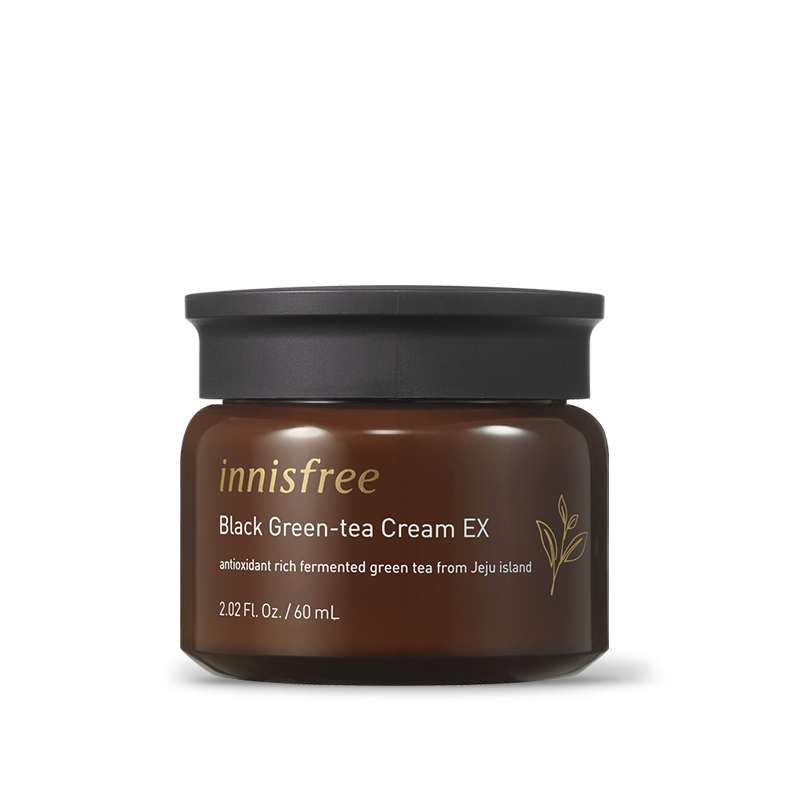 innisfree
Black Green-tea Cream EX
antioxidant rich fermented green tea from Jeju island
2.02 Fl. Oz. / 60 mL